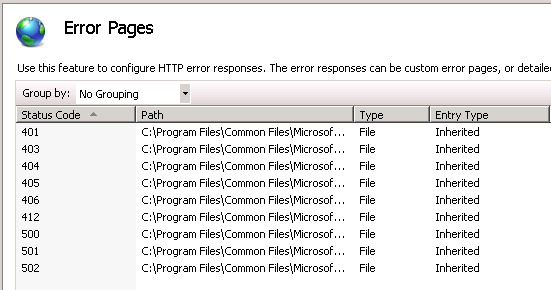 Error Pages
Use this feature to configure HTTP error responses. The error responses can be custom error pages, or detailed
Group by: No Grouping
Status Code Path Type Entry Type
401 C:\Program Files\Common Files\Microsof... File Inherited
403 C:\Program Files\Common Files\Microsof... File Inherited
404 C:\Program Files\Common Files\Microsof... File Inherited
405 C:\Program Files\Common Files\Microsof... File Inherited
406 C:\Program Files\Common Files\Microsof... File Inherited
412 C:\Program Files\Common Files\Microsof... File Inherited
500 C:\Program Files\Common Files\Microsof... File Inherited
501 C:\Program Files\Common Files\Microsof... File Inherited
502 C:\Program Files\Common Files\Microsof... File Inherited